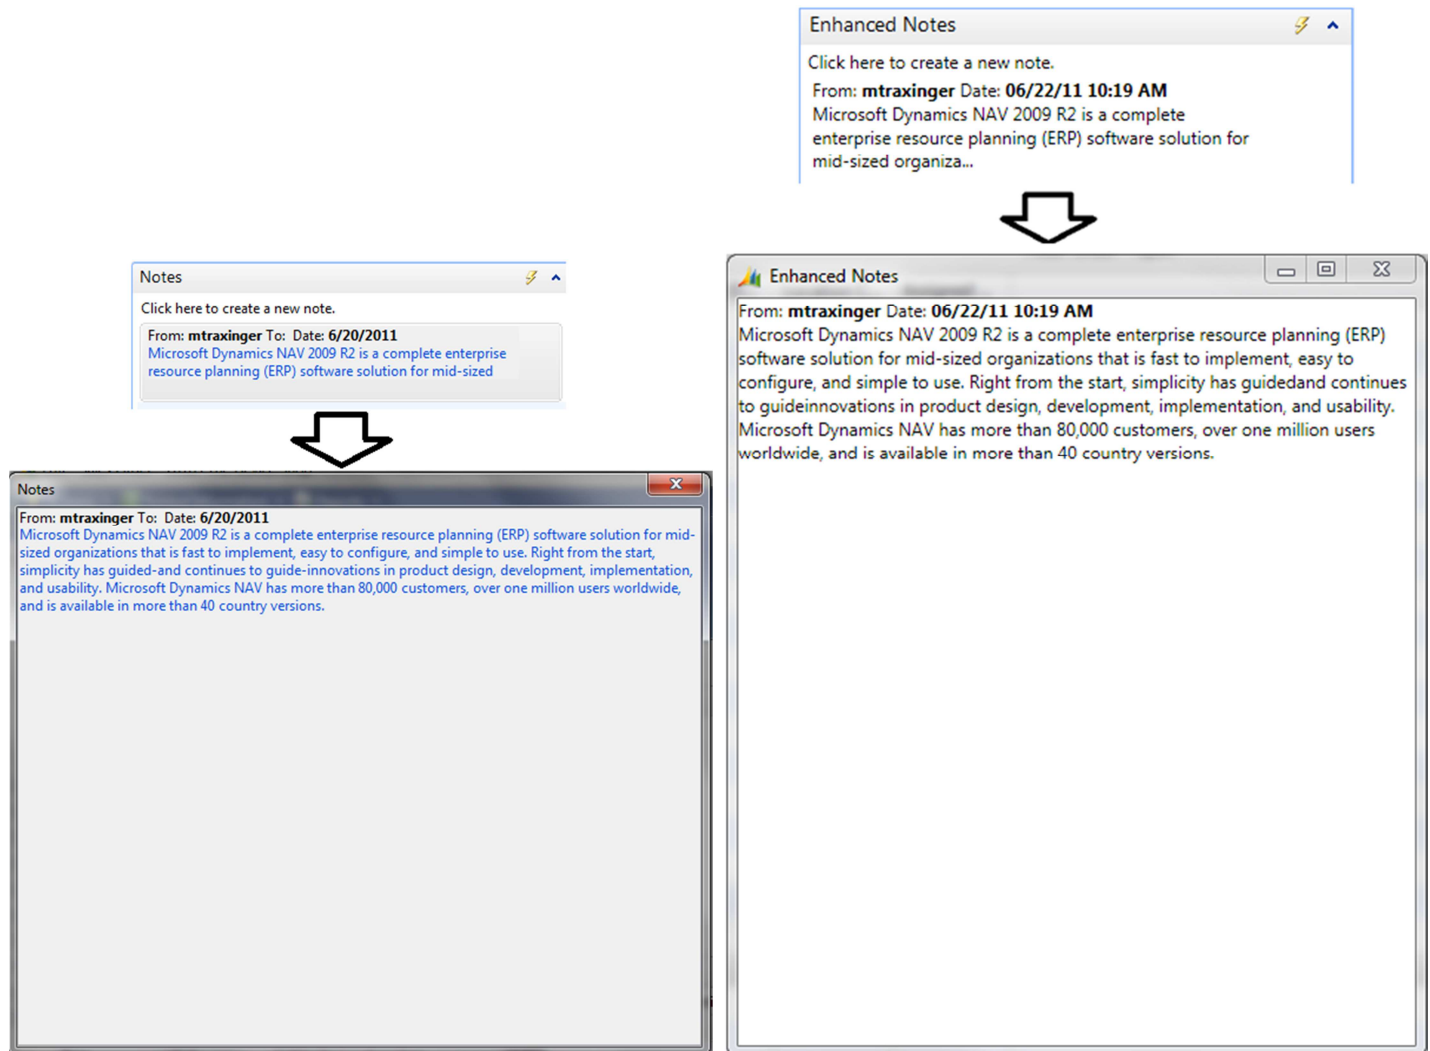 Enhanced Notes
Click here to create a new note.
From: mtraxinger Date: 06/22/11 10:19 AM
Microsoft Dynamics NAV 2009 R2 is a complete
enterprise resource planning (ERP) software solution for
mid-sized organiza...
Notes
Click here to create a new note.
From: mtraxinger To:  Date: 6/20/2011
Microsoft Dynamics NAV 2009 R2 is a complete enterprise
resource planning (ERP) software solution for mid-sized
Notes
From: mtraxinger To:  Date: 6/20/2011
Microsoft Dynamics NAV 2009 R2 is a complete enterprise resource planning (ERP) software solution for mid-
sized organizations that is fast to implement, easy to configure, and simple to use. Right from the start,
simplicity has guided-and continues to guide-innovations in product design, development, implementation,
and usability. Microsoft Dynamics NAV has more than 80,000 customers, over one million users worldwide,
and is available in more than 40 country versions.
Enhanced Notes
From: mtraxinger Date: 06/22/11 10:19 AM
Microsoft Dynamics NAV 2009 R2 is a complete enterprise resource planning (ERP)
software solution for mid-sized organizations that is fast to implement, easy to
configure, and simple to use. Right from the start, simplicity has guidedand continues
to guideinnovations in product design, development, implementation, and usability.
Microsoft Dynamics NAV has more than 80,000 customers, over one million users
worldwide, and is available in more than 40 country versions.